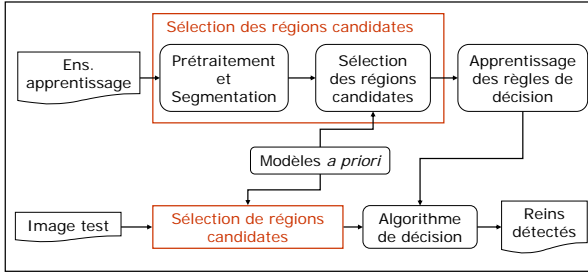 Sélection des régions candidates
Ens.
apprentissage
Prétraitement
et
Segmentation
Sélection
des régions
candidates
Apprentissage
des règles de
décision
Modèles a priori
Image test
Sélection de régions
candidates
Algorithme
de décision
Reins
détectés